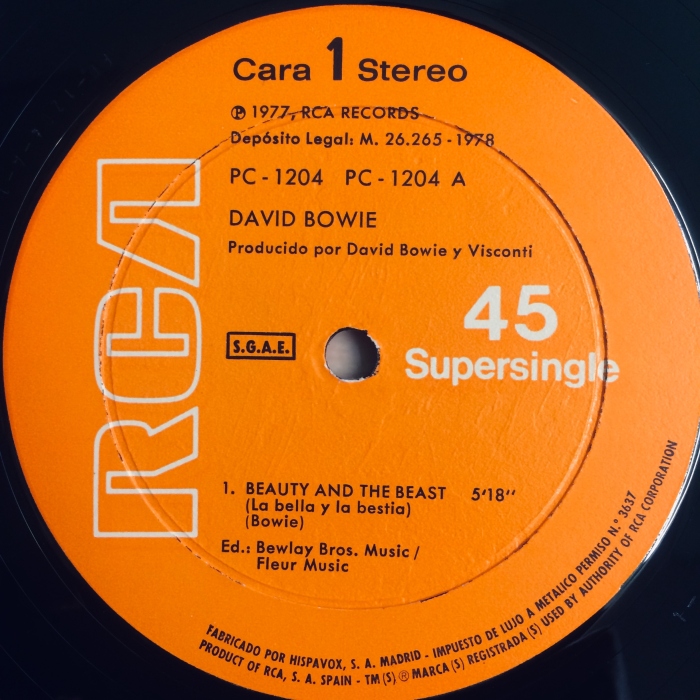 Cara 1 Stereo
℗ 1977, RCA RECORDS
Depósito Legal: M. 26.265 - 1978
PC - 1204 PC - 1204 A
DAVID BOWIE
Producido por David Bowie y Visconti
RCA
45
Supersingle
S.G.A.E.
1. BEAUTY AND THE BEAST 5'18''
(La bella y la bestia)
(Bowie)
Ed.: Bewlay Bros. Music /
Fleur Music
FABRICADO POR HISPAVOX, S. A. MADRID - IMPUESTO DE LUJO A METALICO PERMISO N.º 3637
PRODUCT OF RCA, S. A. SPAIN - TM (S) ® MARCA (S) REGISTRADA (S) USED BY AUTHORITY OF RCA CORPORATION